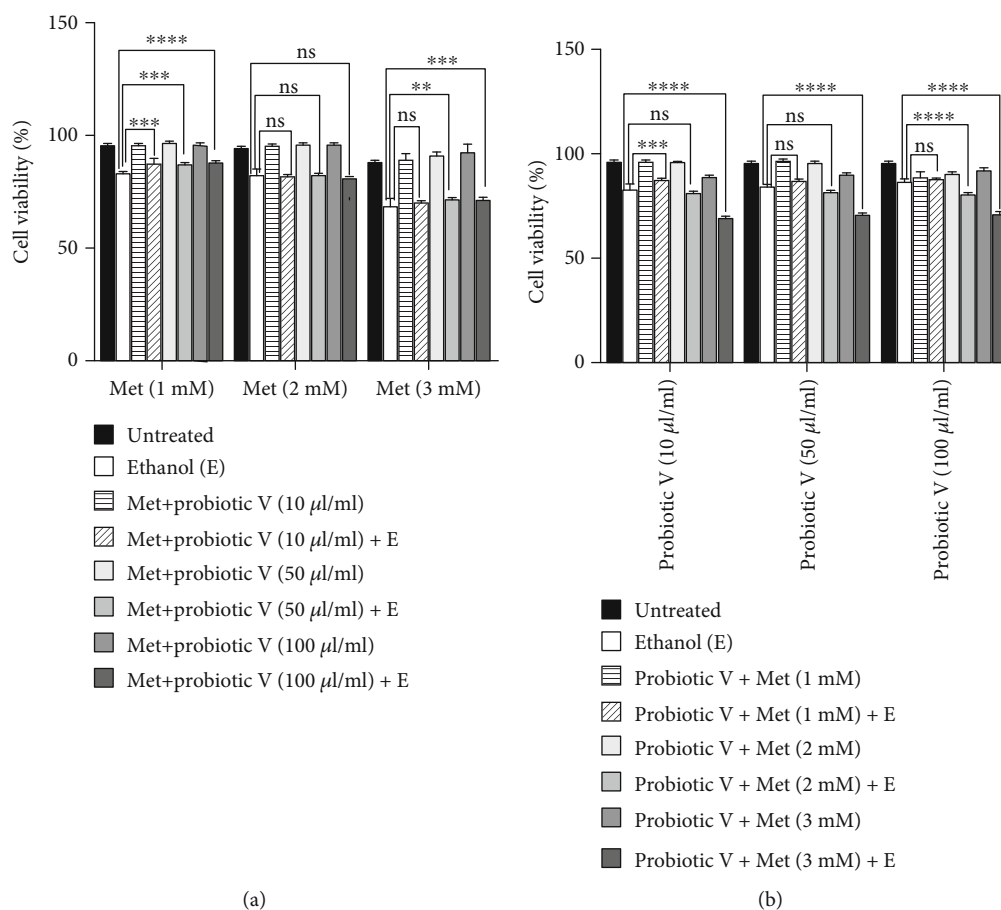 150
100
50
0
Cell viability (%)
****
***
***
ns
ns
ns
***
**
ns
Met (1 mM)
Met (2 mM)
Met (3 mM)
Untreated
Ethanol (E)
Met+probiotic V (10 μl/ml)
Met+probiotic V (10 μl/ml) + E
Met+probiotic V (50 μl/ml)
Met+probiotic V (50 μl/ml) + E
Met+probiotic V (100 μl/ml)
Met+probiotic V (100 μl/ml) + E
(a)
150
100
50
0
Cell viability (%)
****
ns
***
****
ns
ns
****
****
ns
Probiotic V (10 μl/ml)
Probiotic V (50 μl/ml)
Probiotic V (100 μl/ml)
Untreated
Ethanol (E)
Probiotic V + Met (1 mM)
Probiotic V + Met (1 mM) + E
Probiotic V + Met (2 mM)
Probiotic V + Met (2 mM) + E
Probiotic V + Met (3 mM)
Probiotic V + Met (3 mM) + E
(b)